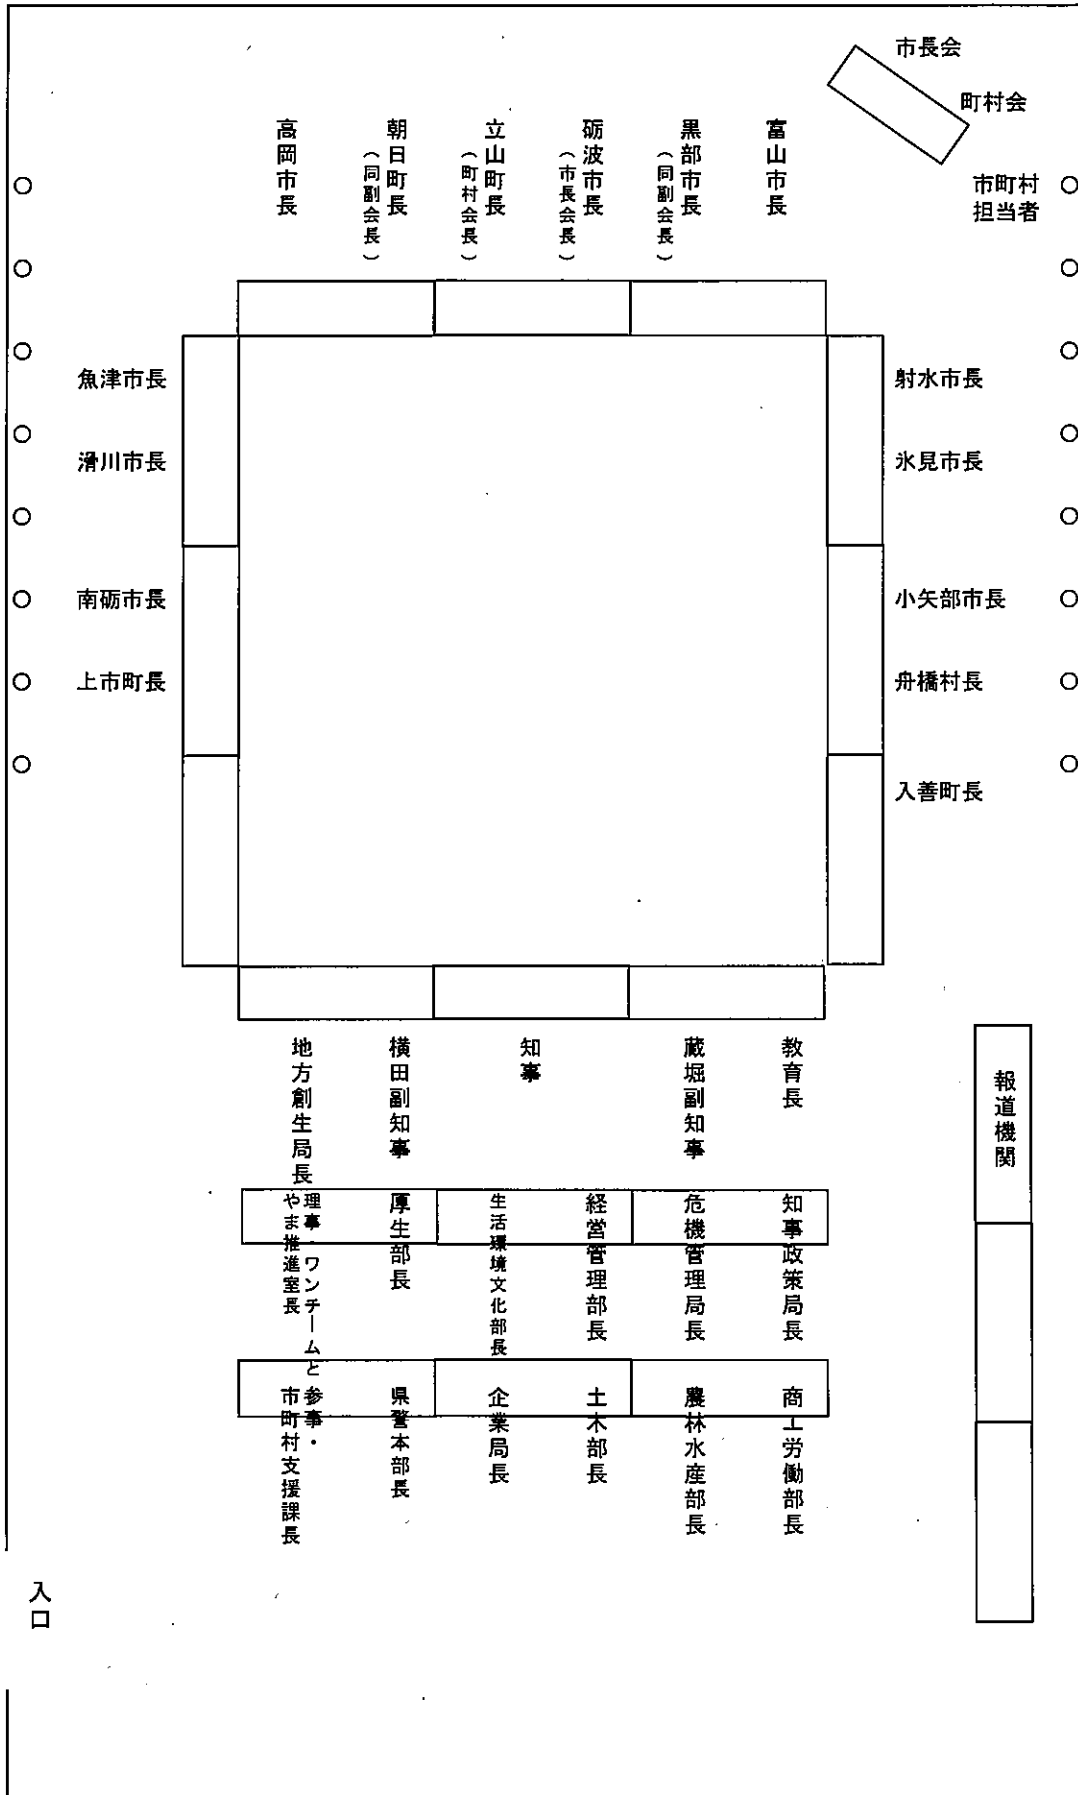 市長会
町村会
市町村
担当者
富山市長
黒部市長
（同副会長）
砺波市長
（市長会長）
立山町長
（町村会長）
朝日町長
（同副会長）
高岡市長
魚津市長
滑川市長
南砺市長
上市町長
射水市長
氷見市長
小矢部市長
舟橋村長
入善町長
教育長
蔵堀副知事
知事
横田副知事
地方創生局長
知事政策局長
危機管理局長
経営管理部長
生活環境文化部長
厚生部長
理事・ワンチームと
やま推進室長
商工労働部長
農林水産部長
土木部長
企業局長
県警本部長
参事・
市町村支援課長
報道機関
入口